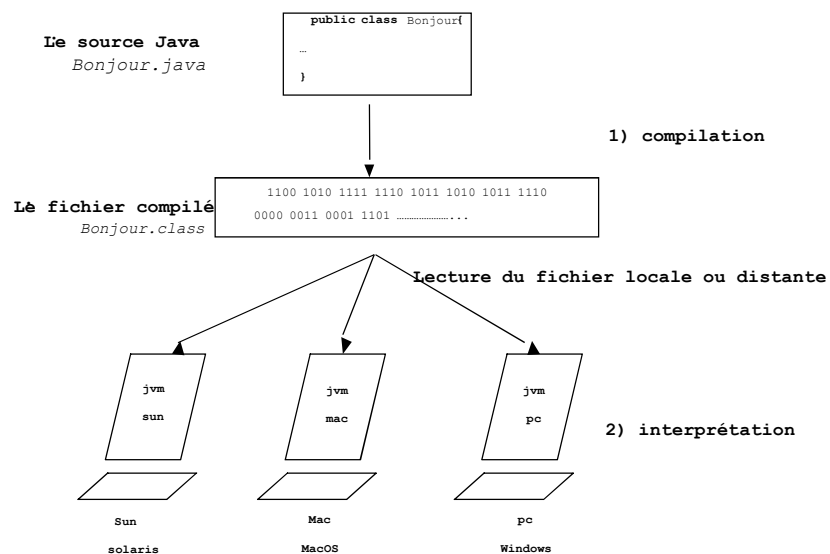 public class Bonjour{
…
}
Le source Java
Bonjour.java
1) compilation
1100 1010 1111 1110 1011 1010 1011 1110
0000 0011 0001 1101 …………………...
Le fichier compilé
Bonjour.class
Lecture du fichier locale ou distante
jvm
sun
jvm
mac
jvm
pc
2) interprétation
Sun
solaris
Mac
MacOS
pc
Windows